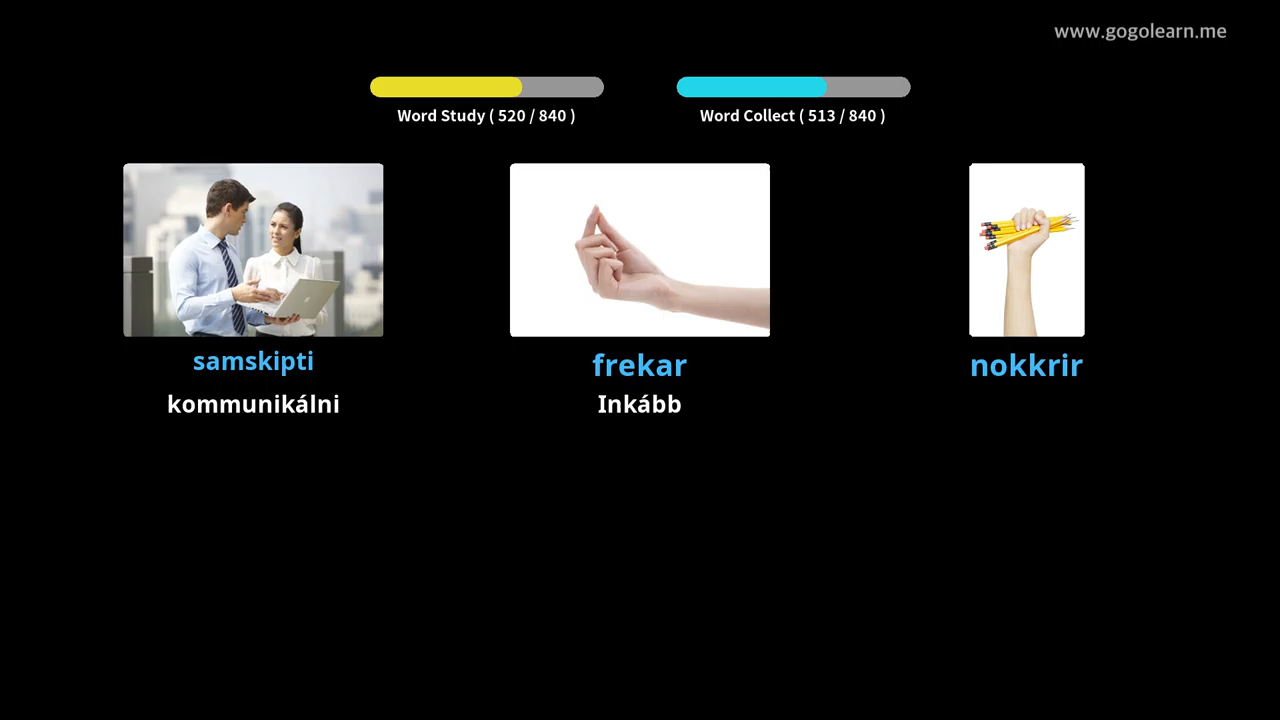 www.gogolearn.me
Word Study ( 520 / 840 )
Word Collect ( 513 / 840 )
samskipti
frekar
nokkrir
kommunikálni
Inkább